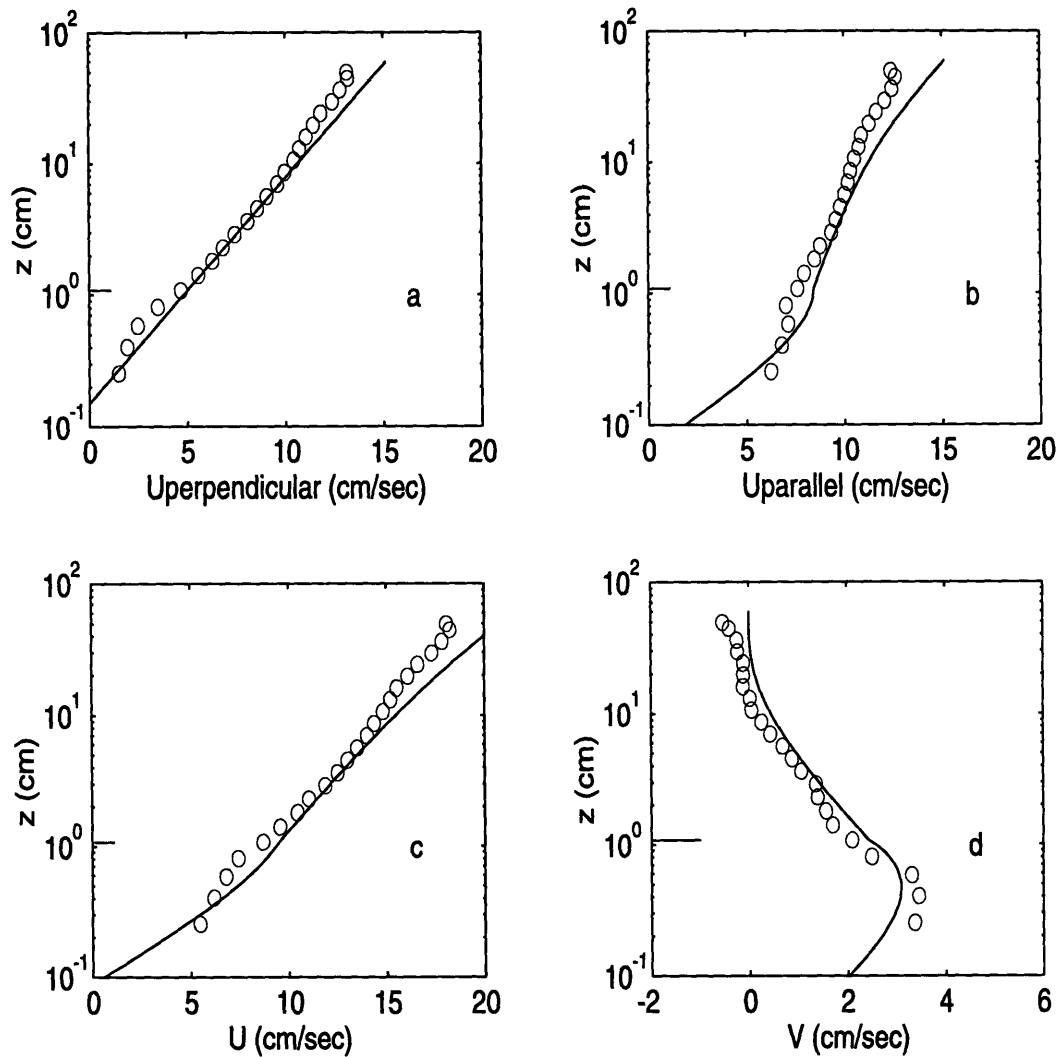 10^2
10^1
10^0
10^-1
z (cm)
a
0 5 10 15 20
Uperpendicular (cm/sec)
10^2
10^1
10^0
10^-1
z (cm)
b
0 5 10 15 20
Uparallel (cm/sec)
10^2
10^1
10^0
10^-1
z (cm)
c
0 5 10 15 20
U (cm/sec)
10^2
10^1
10^0
10^-1
z (cm)
d
-2 0 2 4 6
V (cm/sec)